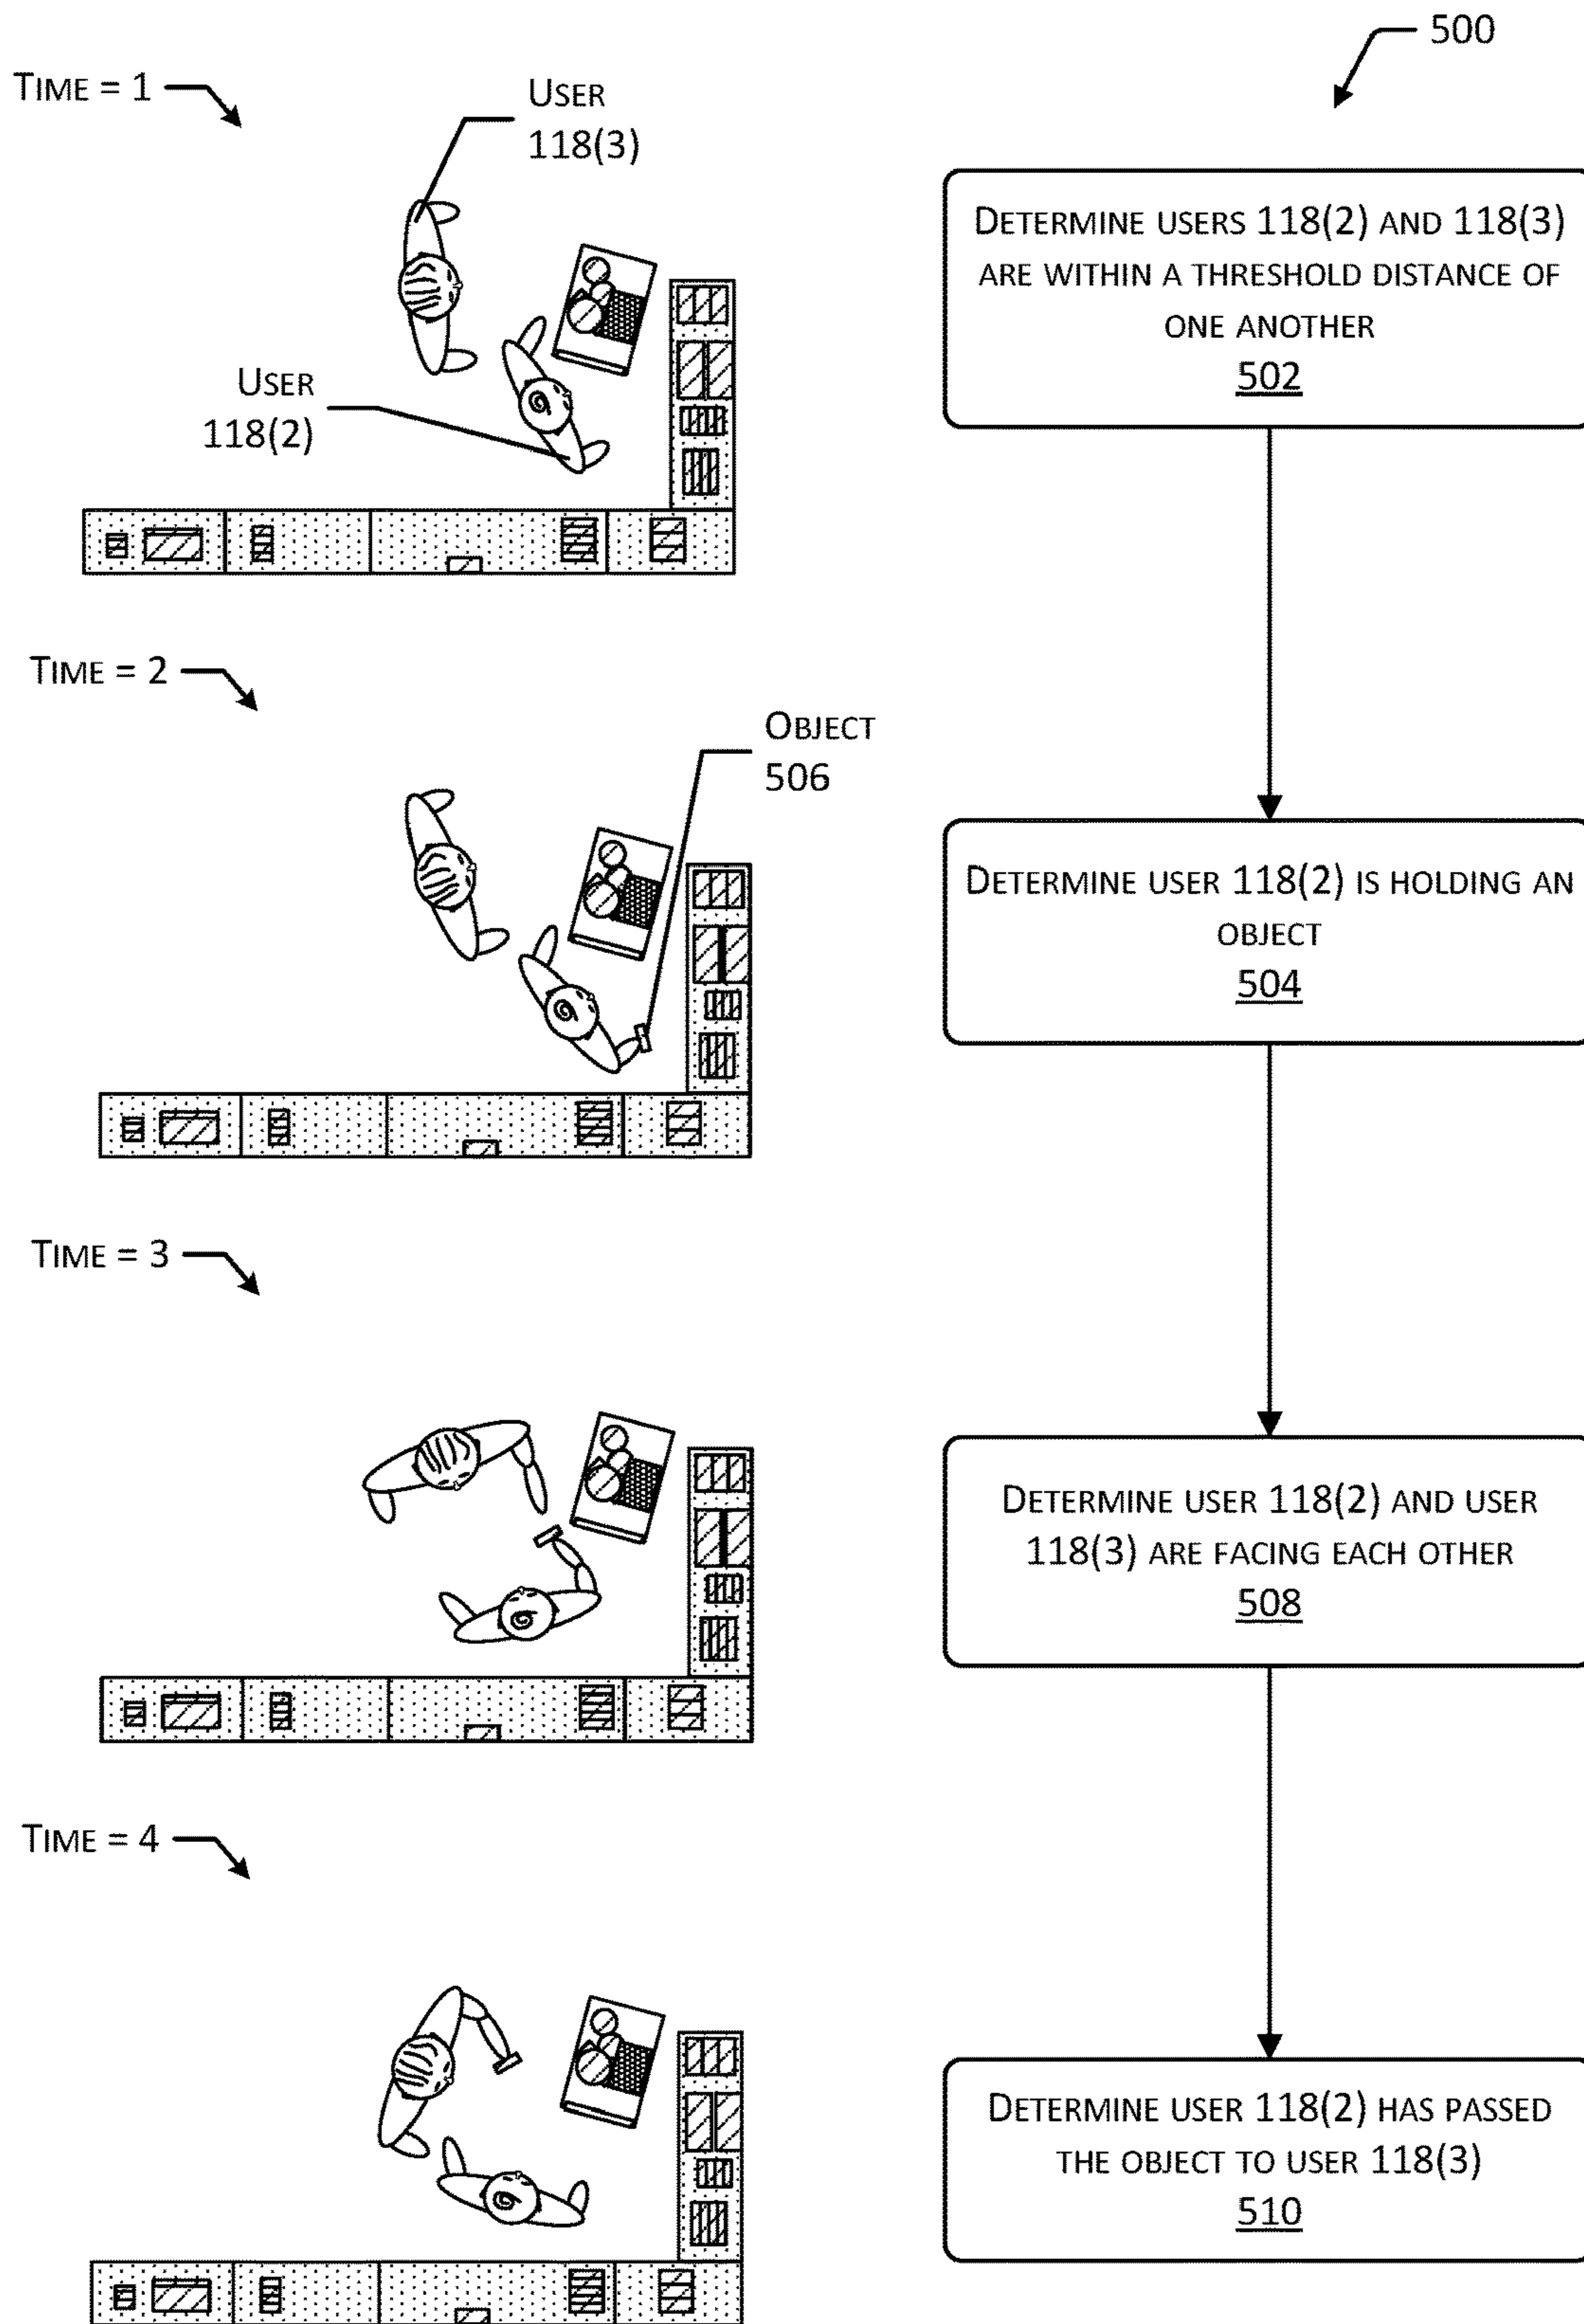 500
TIME = 1
USER
118(3)
DETERMINE USERS 118(2) AND 118(3)
ARE WITHIN A THRESHOLD DISTANCE OF
ONE ANOTHER
502
USER
118(2)
TIME = 2
OBJECT
506
DETERMINE USER 118(2) IS HOLDING AN
OBJECT
504
TIME = 3
DETERMINE USER 118(2) AND USER
118(3) ARE FACING EACH OTHER
508
TIME = 4
DETERMINE USER 118(2) HAS PASSED
THE OBJECT TO USER 118(3)
510